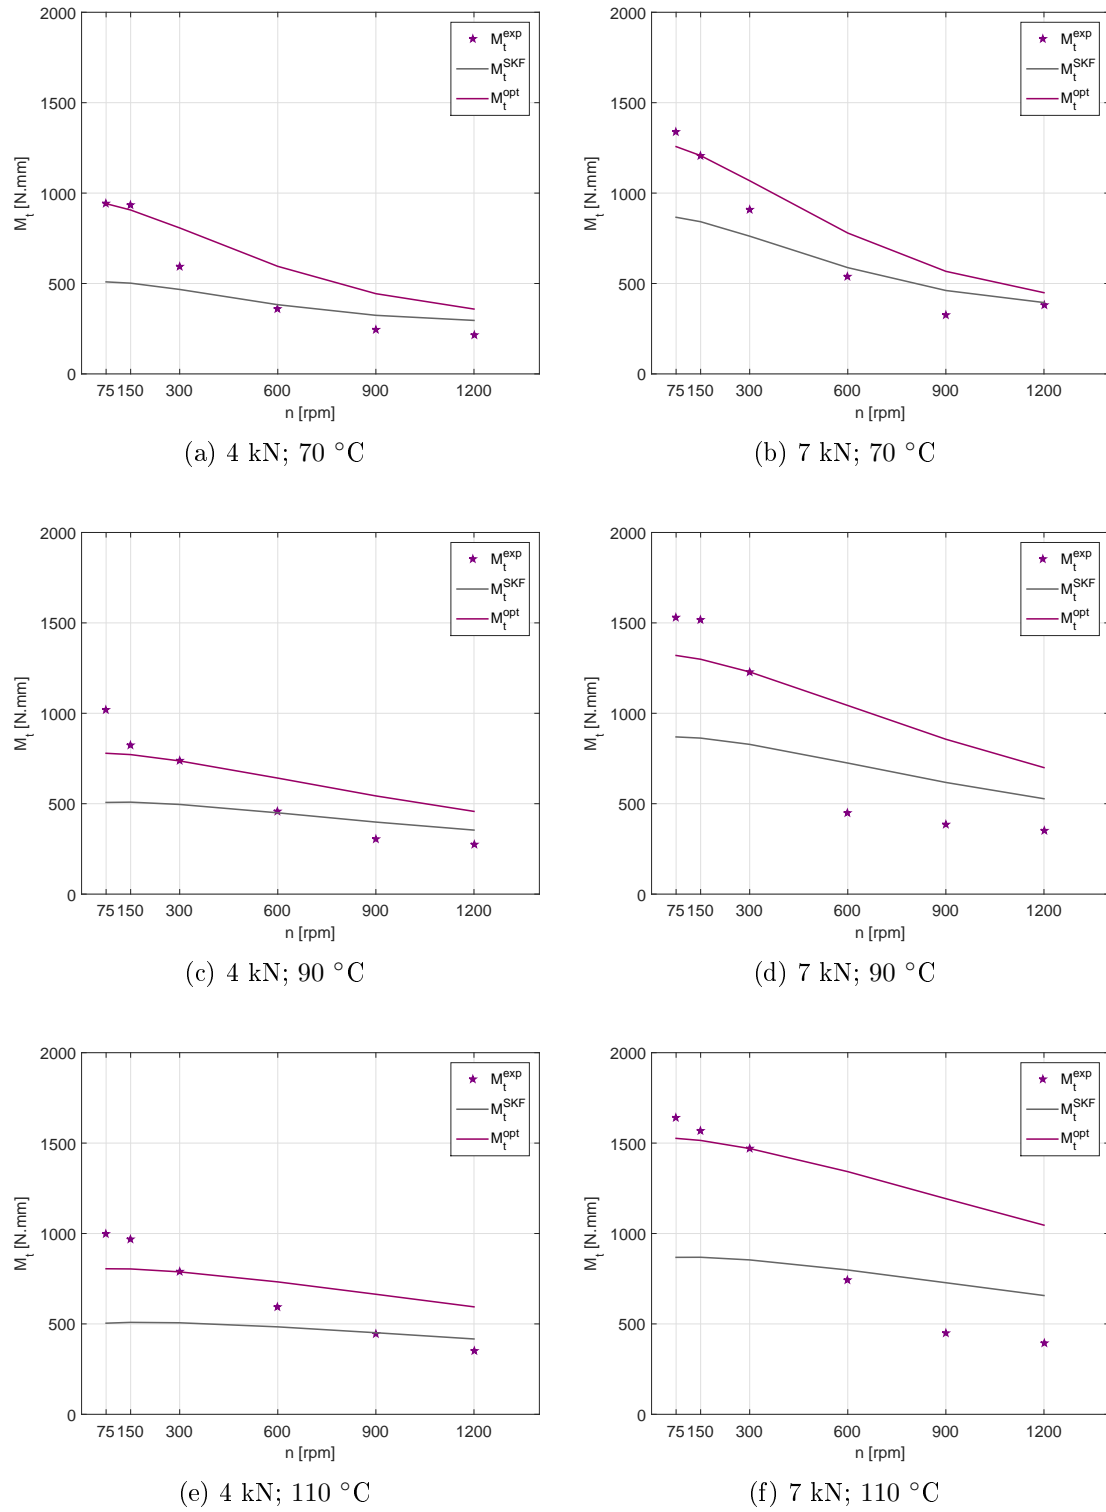 2000
1500
1000
500
0
M_t [N.mm]
M_t^exp
M_t^SKF
M_t^opt
75 150 300 600 900 1200
n [rpm]
(a) 4 kN; 70 °C
2000
1500
1000
500
0
M_t [N.mm]
M_t^exp
M_t^SKF
M_t^opt
75 150 300 600 900 1200
n [rpm]
(b) 7 kN; 70 °C
2000
1500
1000
500
0
M_t [N.mm]
M_t^exp
M_t^SKF
M_t^opt
75 150 300 600 900 1200
n [rpm]
(c) 4 kN; 90 °C
2000
1500
1000
500
0
M_t [N.mm]
M_t^exp
M_t^SKF
M_t^opt
75 150 300 600 900 1200
n [rpm]
(d) 7 kN; 90 °C
2000
1500
1000
500
0
M_t [N.mm]
M_t^exp
M_t^SKF
M_t^opt
75 150 300 600 900 1200
n [rpm]
(e) 4 kN; 110 °C
2000
1500
1000
500
0
M_t [N.mm]
M_t^exp
M_t^SKF
M_t^opt
75 150 300 600 900 1200
n [rpm]
(f) 7 kN; 110 °C